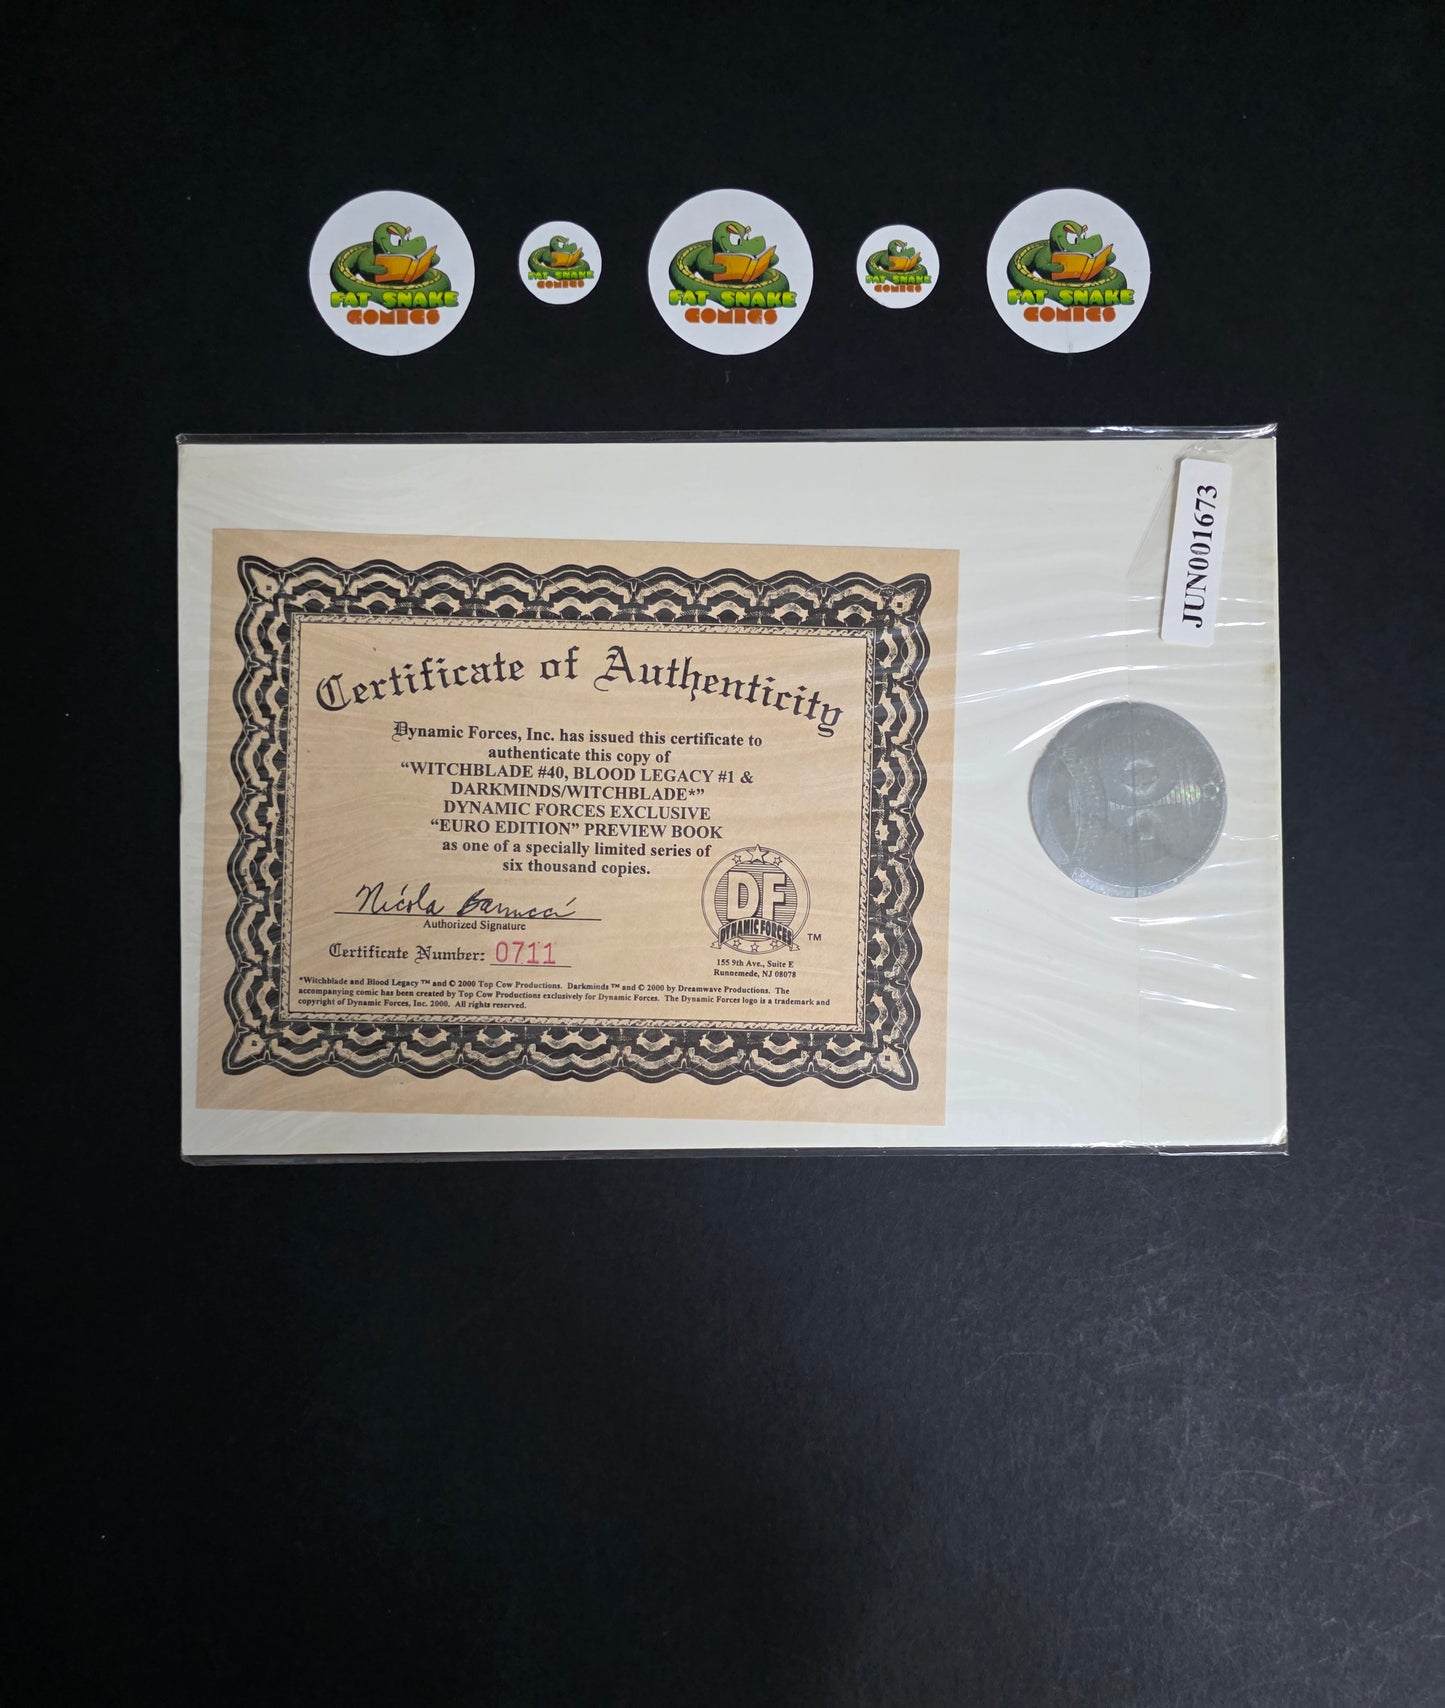 FAT SNAKE
COMICS
FAT SNAKE
COMICS
FAT SNAKE
COMICS
FAT SNAKE
COMICS
FAT SNAKE
COMICS
JUN001673
Certificate of Authenticity
Dynamic Forces, Inc. has issued this certificate to
authenticate this copy of
“WITCHBLADE #40, BLOOD LEGACY #1 &
DARKMINDS/WITCHBLADE*”
DYNAMIC FORCES EXCLUSIVE
“EURO EDITION” PREVIEW BOOK
as one of a specially limited series of
six thousand copies.
Nicola Barrucci
Authorized Signature
Certificate Number: 0711
DF
DYNAMIC FORCES
TM
155 9th Ave., Suite E
Runnemede, NJ 08078
*Witchblade and Blood Legacy ™ and © 2000 Top Cow Productions. Darkminds ™ and © 2000 by Dreamwave Productions. The
accompanying comic has been created by Top Cow Productions exclusively for Dynamic Forces. The Dynamic Forces logo is a trademark and
copyright of Dynamic Forces, Inc. 2000. All rights reserved.